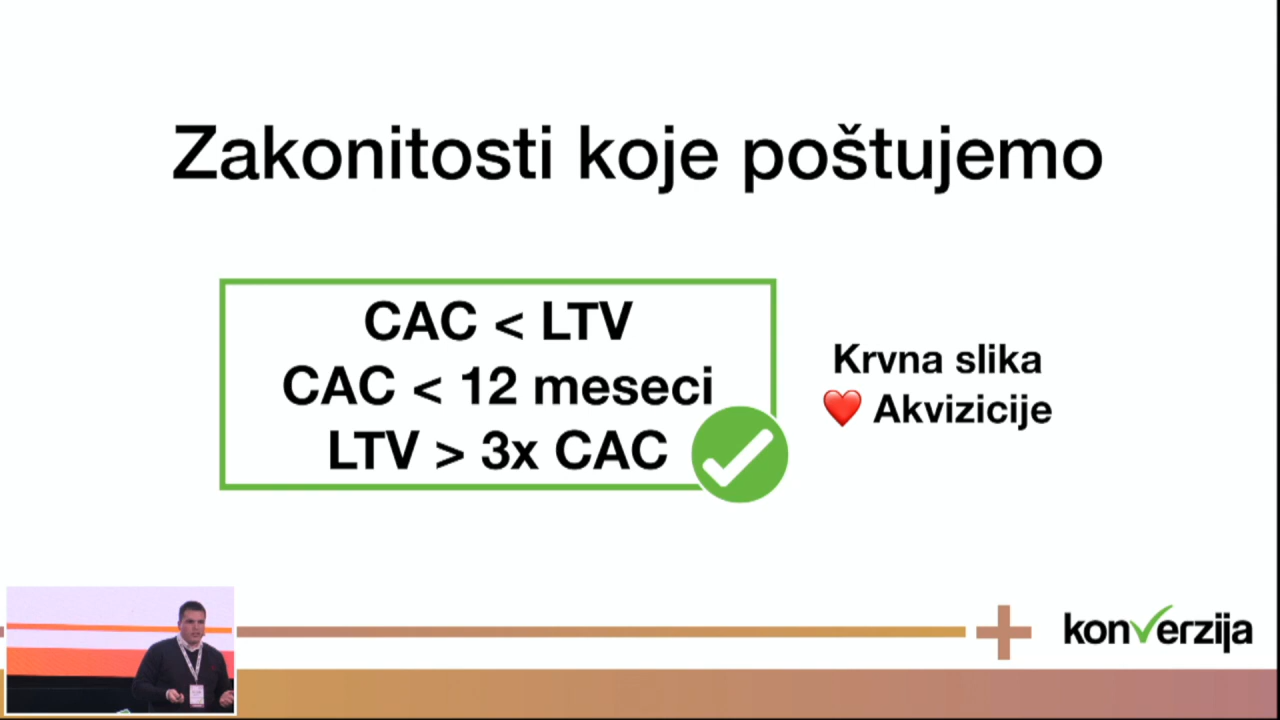 Zakonitosti koje poštujemo
CAC < LTV
CAC < 12 meseci
LTV > 3x CAC
Krvna slika
❤️ Akvizicije
konverzija